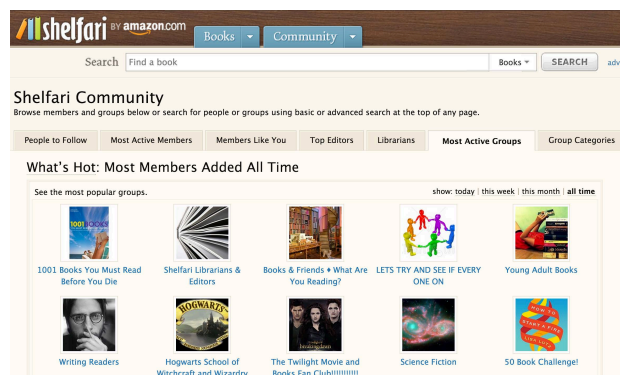 shelfari BY amazon.com
Books Community
Search Find a book Books SEARCH adv
Shelfari Community
Browse members and groups below or search for people or groups using basic or advanced search at the top of any page.
People to Follow Most Active Members Members Like You Top Editors Librarians Most Active Groups Group Categories
What's Hot: Most Members Added All Time
See the most popular groups. show: today | this week | this month | all time
1001
BOOKS
1001 Books You Must Read
Before You Die
Shelfari Librarians &
Editors
Books & Friends ♦ What Are
You Reading?
LETS TRY AND SEE IF EVERY
ONE ON
Young Adult Books
HOGWARTS
breaking dawn
HOW TO
START A FIRE
LISA LUTZ
Writing Readers
Hogwarts School of
Witchcraft and Wizardry
The Twilight Movie and
Books Fan Club!!!!!!!!!!!
Science Fiction
50 Book Challenge!